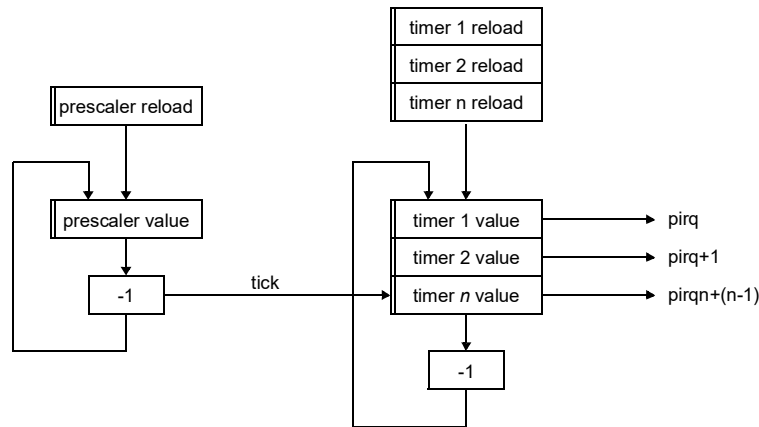 timer 1 reload
timer 2 reload
timer n reload
prescaler reload
prescaler value
-1
tick
timer 1 value
timer 2 value
timer n value
pirq
pirq+1
pirqn+(n-1)
-1